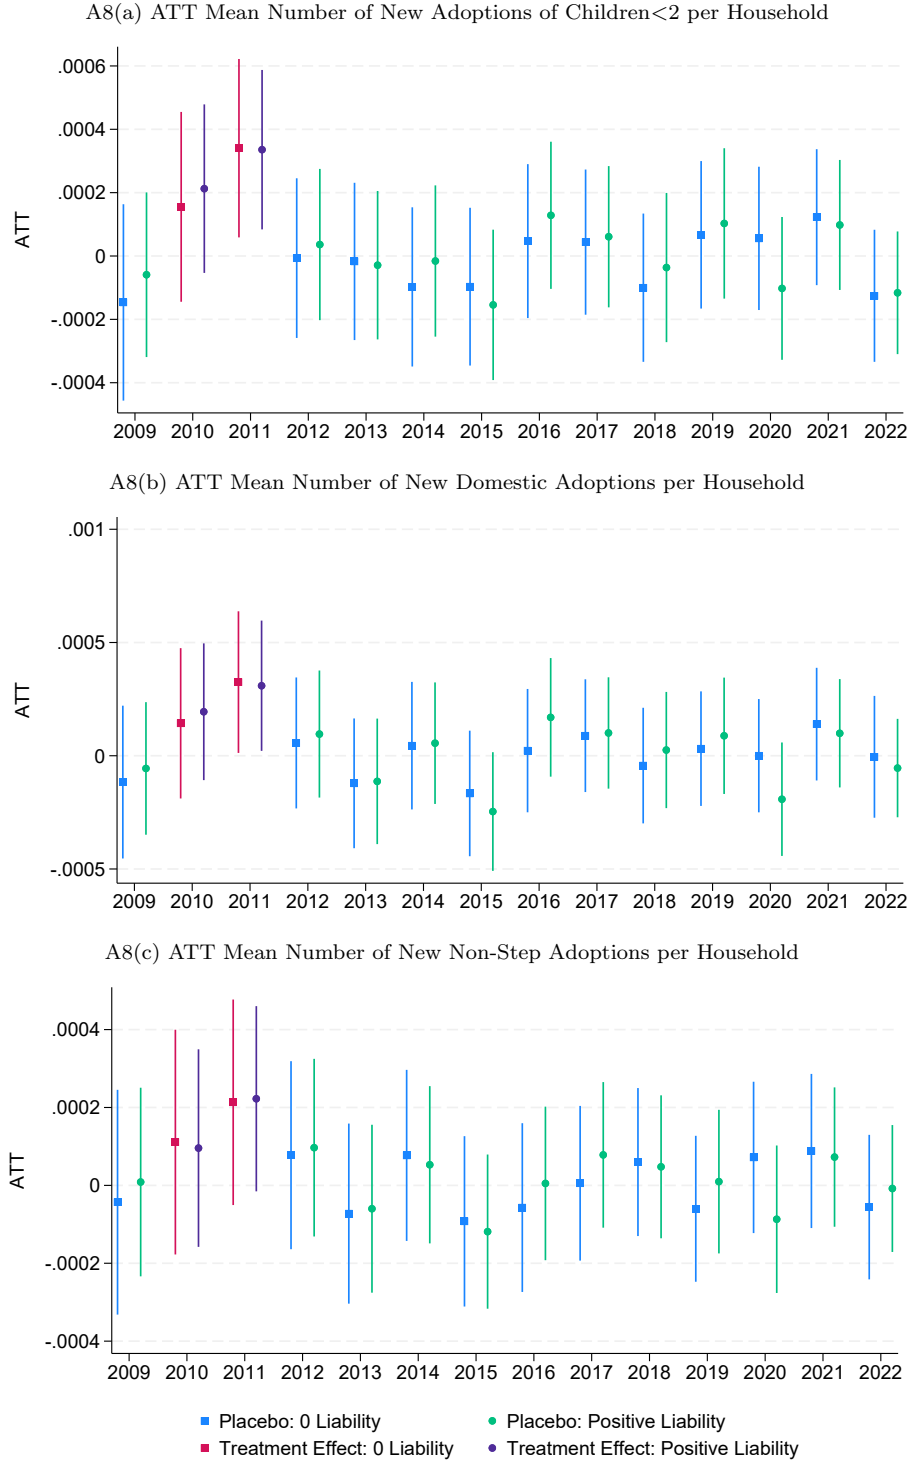 A8(a) ATT Mean Number of New Adoptions of Children<2 per Household
ATT
.0006
.0004
.0002
0
-.0002
-.0004
2009 2010 2011 2012 2013 2014 2015 2016 2017 2018 2019 2020 2021 2022
A8(b) ATT Mean Number of New Domestic Adoptions per Household
ATT
.001
.0005
0
-.0005
2009 2010 2011 2012 2013 2014 2015 2016 2017 2018 2019 2020 2021 2022
A8(c) ATT Mean Number of New Non-Step Adoptions per Household
ATT
.0004
.0002
0
-.0002
-.0004
2009 2010 2011 2012 2013 2014 2015 2016 2017 2018 2019 2020 2021 2022
Placebo: 0 Liability Placebo: Positive Liability
Treatment Effect: 0 Liability Treatment Effect: Positive Liability